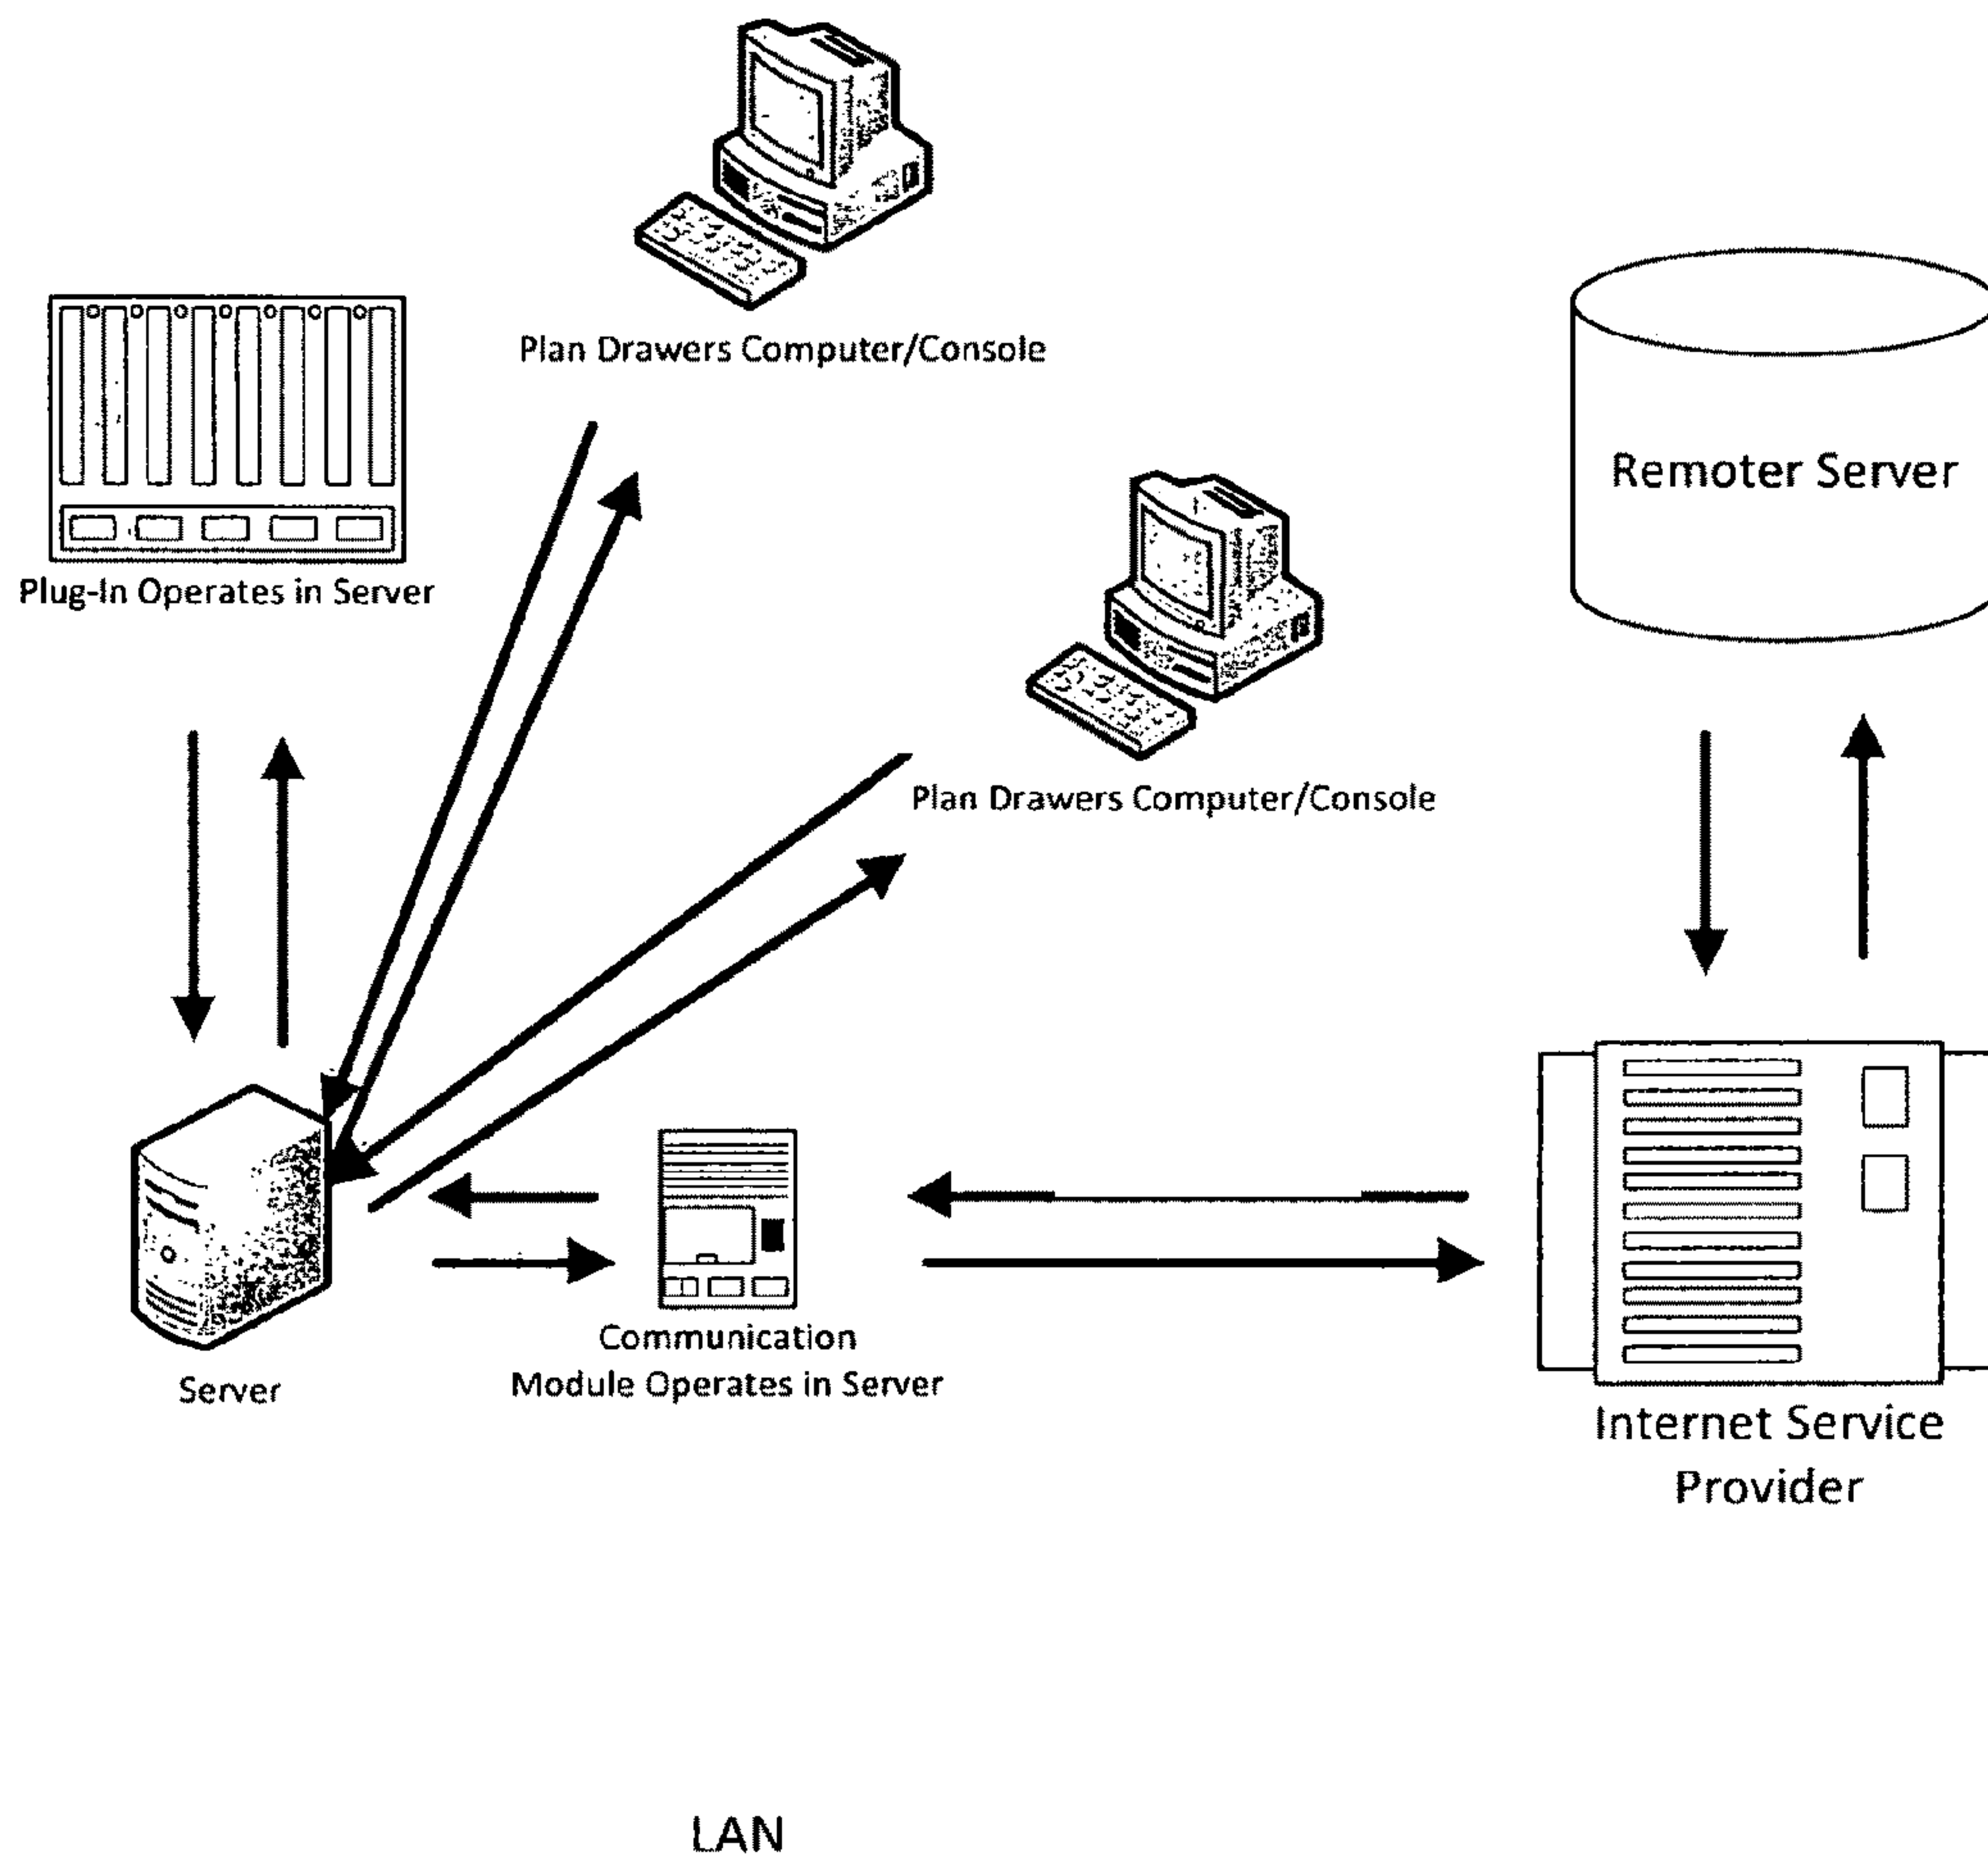 Plan Drawers Computer/Console
Remoter Server
Plug-In Operates in Server
Plan Drawers Computer/Console
Communication
Module Operates in Server
Server
Internet Service
Provider
LAN